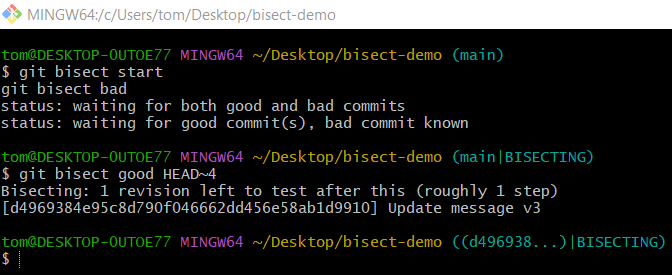 MINGW64:/c/Users/tom/Desktop/bisect-demo
tom@DESKTOP-OUTOE77 MINGW64 ~/Desktop/bisect-demo (main)
$ git bisect start
git bisect bad
status: waiting for both good and bad commits
status: waiting for good commit(s), bad commit known
tom@DESKTOP-OUTOE77 MINGW64 ~/Desktop/bisect-demo (main|BISECTING)
$ git bisect good HEAD~4
Bisecting: 1 revision left to test after this (roughly 1 step)
[d4969384e95c8d790f046662dd456e58ab1d9910] Update message v3
tom@DESKTOP-OUTOE77 MINGW64 ~/Desktop/bisect-demo ((d496938...)|BISECTING)
$